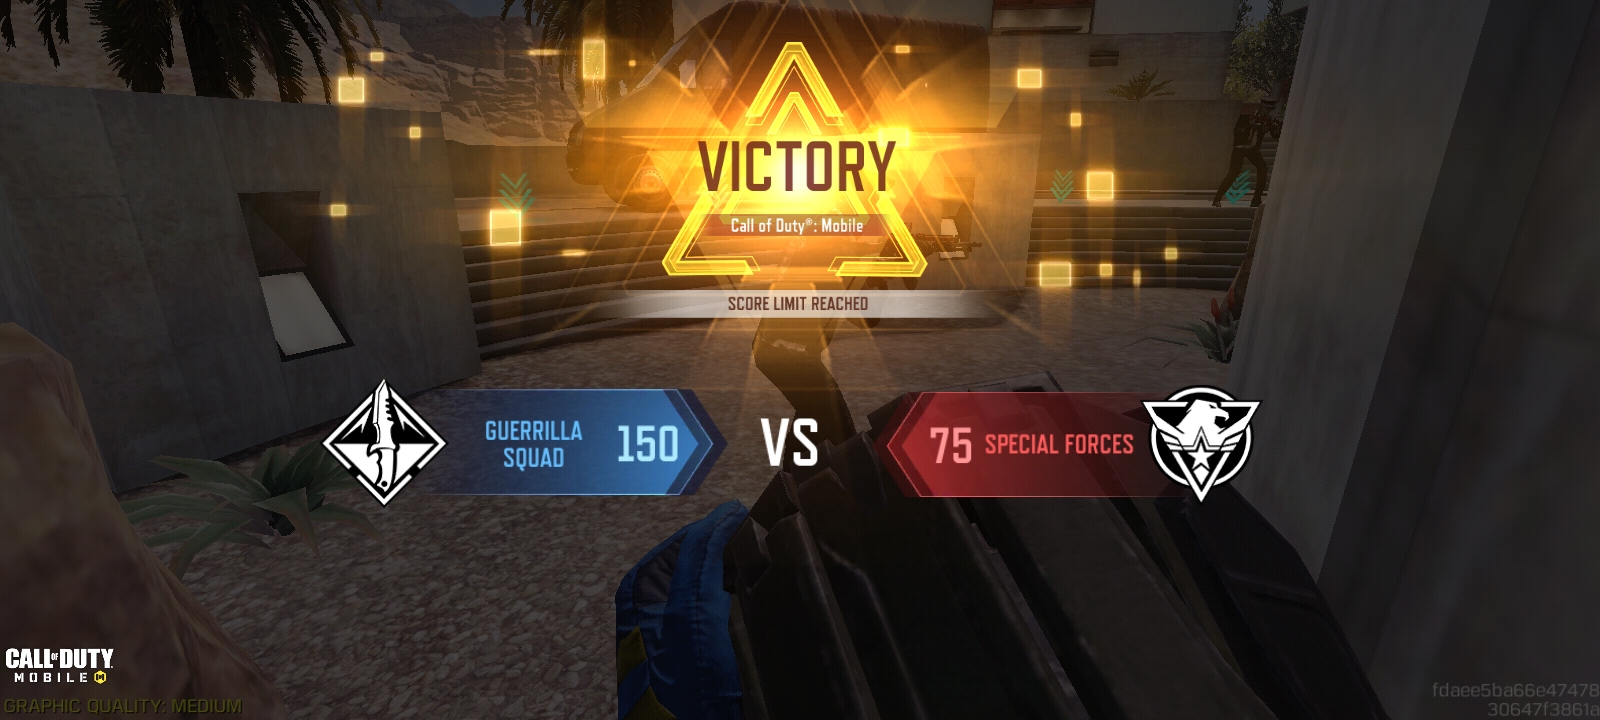 VICTORY
Call of Duty®: Mobile
SCORE LIMIT REACHED
GUERRILLA
SQUAD
150
VS
75 SPECIAL FORCES
CALL OF DUTY
MOBILE
GRAPHIC QUALITY: MEDIUM
fdaee5ba66e47478
30647f3861a